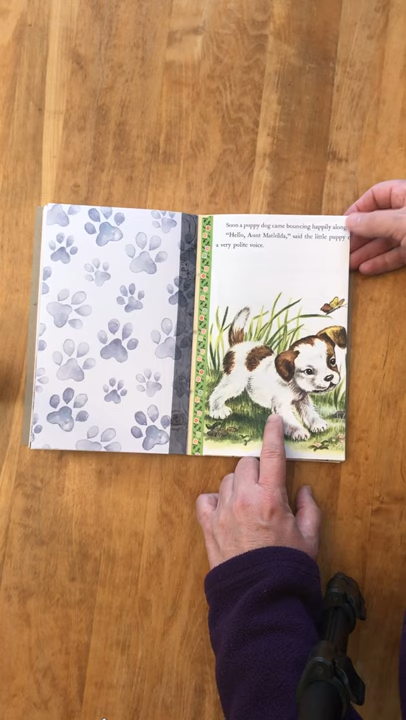 Soon a puppy dog came bouncing happily along
"Hello, Aunt Matilda," said the little puppy
a very polite voice.